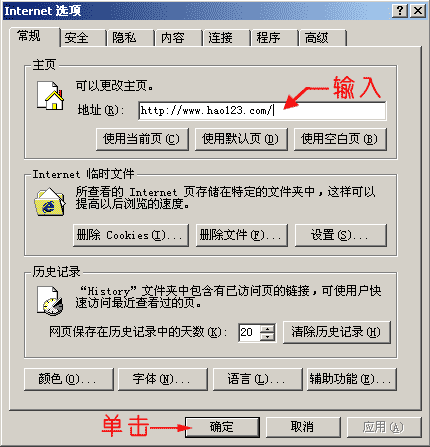 Internet 选项
常规 安全 隐私 内容 连接 程序 高级
主页
可以更改主页。
地址(R): http://www.hao123.com/ 输入
使用当前页(C) 使用默认页(D) 使用空白页(B)
Internet 临时文件
所查看的 Internet 页存储在特定的文件夹中，这样可以
提高以后浏览的速度。
删除 Cookies(I)... 删除文件(F)... 设置(S)...
历史记录
“History”文件夹中包含有已访问页的链接，可使用户快
速访问最近查看过的页。
网页保存在历史记录中的天数(K): 20 清除历史记录(H)
颜色(O)... 字体(N)... 语言(L)... 辅助功能(E)...
单击 确定 取消 应用(A)